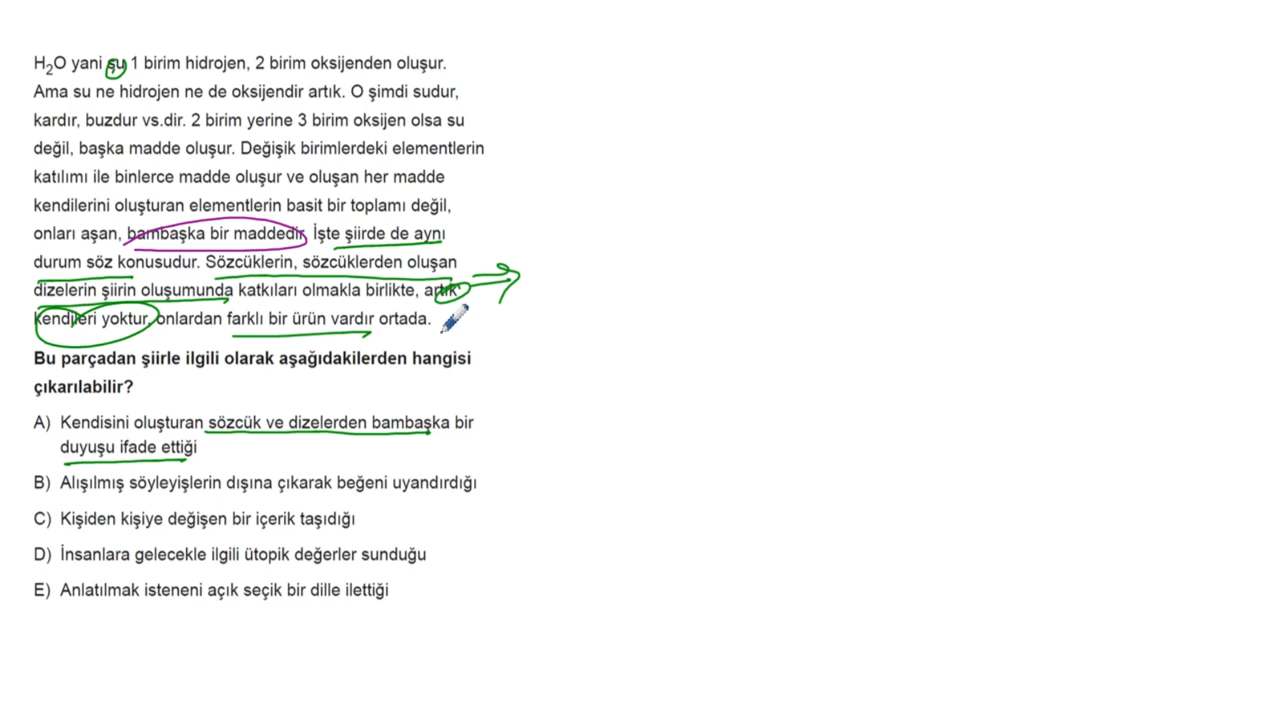 H₂O yani şu 1 birim hidrojen, 2 birim oksijenden oluşur.
Ama su ne hidrojen ne de oksijendir artık. O şimdi sudur,
kardır, buzdur vs.dir. 2 birim yerine 3 birim oksijen olsa su
değil, başka madde oluşur. Değişik birimlerdeki elementlerin
katılımı ile binlerce madde oluşur ve oluşan her madde
kendilerini oluşturan elementlerin basit bir toplamı değil,
onları aşan, bambaşka bir maddedir. İşte şiirde de aynı
durum söz konusudur. Sözcüklerin, sözcüklerden oluşan
dizelerin şiirin oluşumunda katkıları olmakla birlikte, artık
kendileri yoktur, onlardan farklı bir ürün vardır ortada.
Bu parçadan şiirle ilgili olarak aşağıdakilerden hangisi
çıkarılabilir?
A) Kendisini oluşturan sözcük ve dizelerden bambaşka bir
duyuşu ifade ettiği
B) Alışılmış söyleyişlerin dışına çıkarak beğeni uyandırdığı
C) Kişiden kişiye değişen bir içerik taşıdığı
D) İnsanlara gelecekle ilgili ütopik değerler sunduğu
E) Anlatılmak isteneni açık seçik bir dille ilettiği